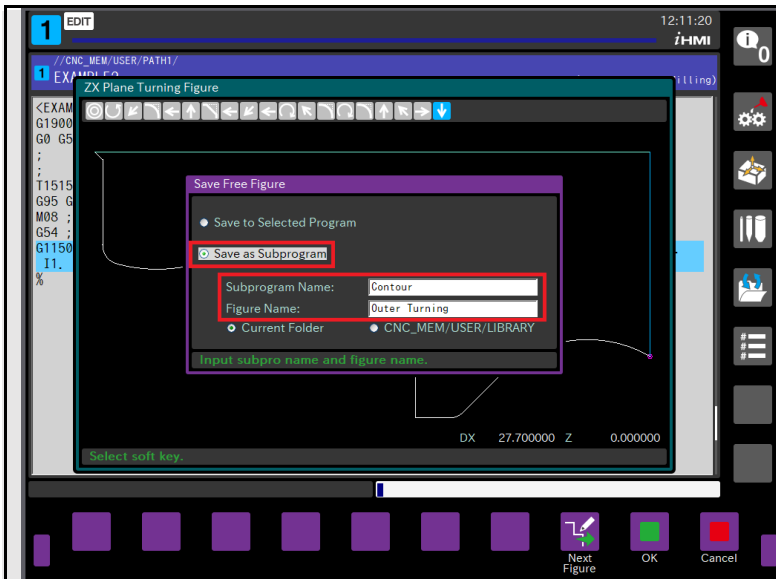 1 EDIT 12:11:20
iHMI
0
//CNC_MEM/USER/PATH1/
1
illing)
ZX Plane Turning Figure
<EXAM
G1900
G0 G5
;
;
T1515
G95 G
M08 ;
G54 ;
G1150
I1.
%
Save Free Figure
Save to Selected Program
Save as Subprogram
Subprogram Name: Contour
Figure Name: Outer Turning
Current Folder CNC_MEM/USER/LIBRARY
Input subpro name and figure name.
DX 27.700000 Z 0.000000
Select soft key.
Next
Figure
OK
Cancel